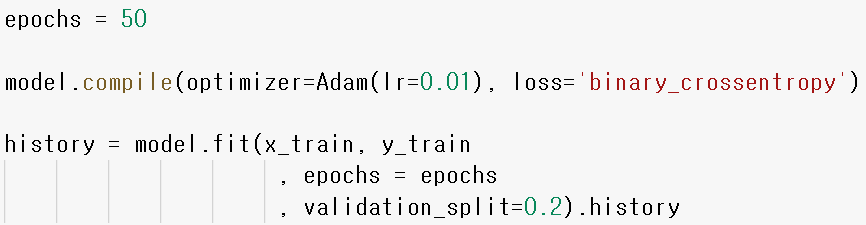 epochs = 50
model.compile(optimizer=Adam(lr=0.01), loss='binary_crossentropy')
history = model.fit(x_train, y_train
, epochs = epochs
, validation_split=0.2).history